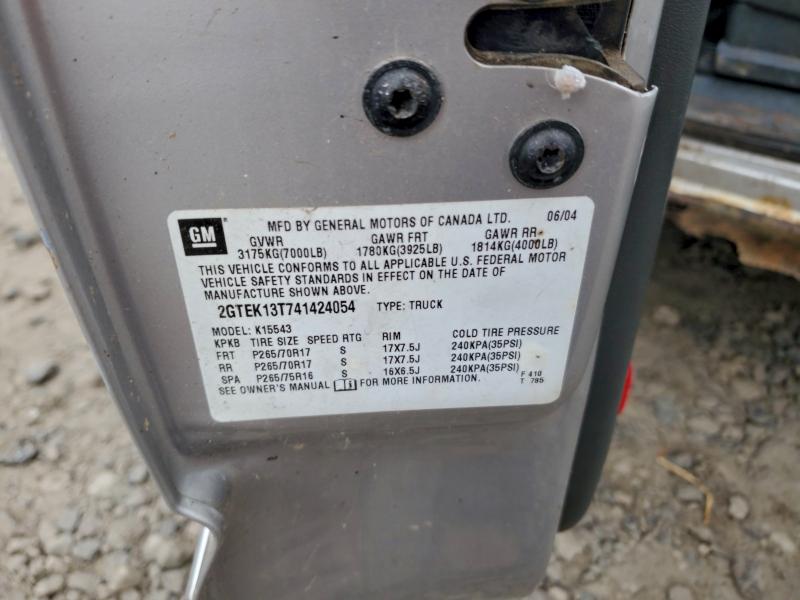 GM
MFD BY GENERAL MOTORS OF CANADA LTD. 06/04
GVWR GAWR FRT GAWR RR
3175KG(7000LB) 1780KG(3925LB) 1814KG(4000LB)
THIS VEHICLE CONFORMS TO ALL APPLICABLE U.S. FEDERAL MOTOR
VEHICLE SAFETY STANDARDS IN EFFECT ON THE DATE OF
MANUFACTURE SHOWN ABOVE.
2GTEK13T741424054 TYPE: TRUCK
MODEL: K15543
KPKB TIRE SIZE SPEED RTG RIM COLD TIRE PRESSURE
FRT P265/70R17 S 17X7.5J 240KPA(35PSI)
RR P265/70R17 S 17X7.5J 240KPA(35PSI)
SPA P265/75R16 S 16X6.5J 240KPA(35PSI)
SEE OWNER'S MANUAL FOR MORE INFORMATION.
F 410
T 785